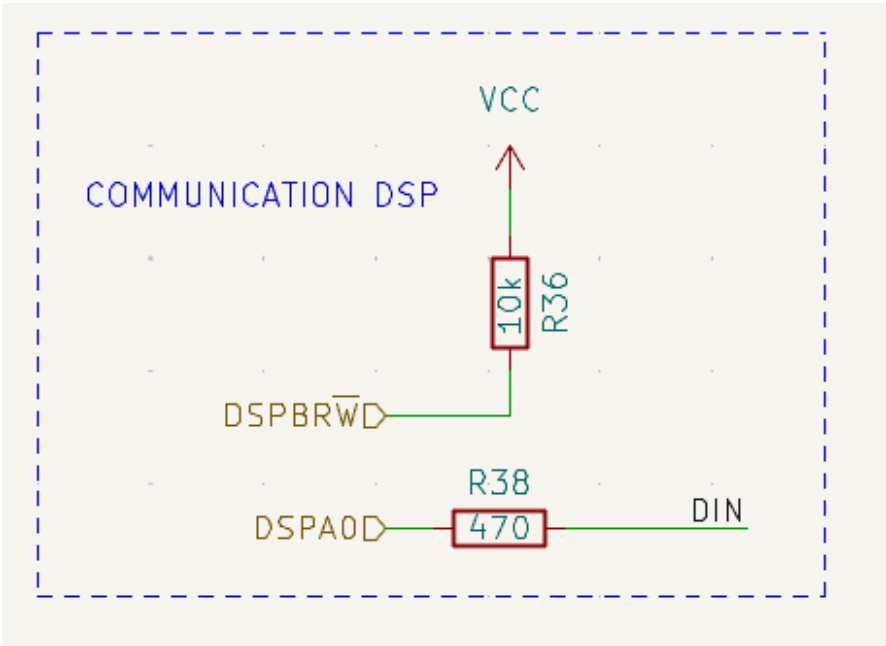 VCC
COMMUNICATION DSP
10k
R36
DSPBRW̅
R38
DSPA0
470
DIN